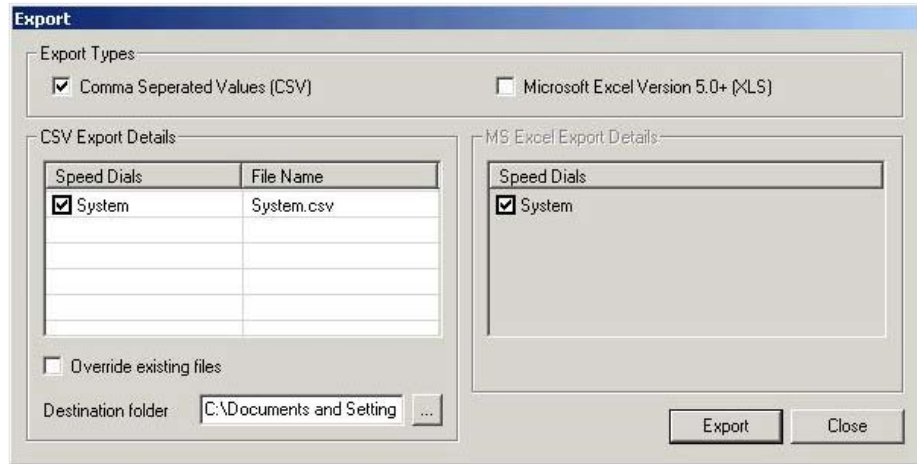 Export
Export Types
Comma Seperated Values (CSV)
Microsoft Excel Version 5.0+ (XLS)
CSV Export Details
Speed Dials File Name
System System.csv
Override existing files
Destination folder C:\Documents and Setting ...
MS Excel Export Details
Speed Dials
System
Export Close